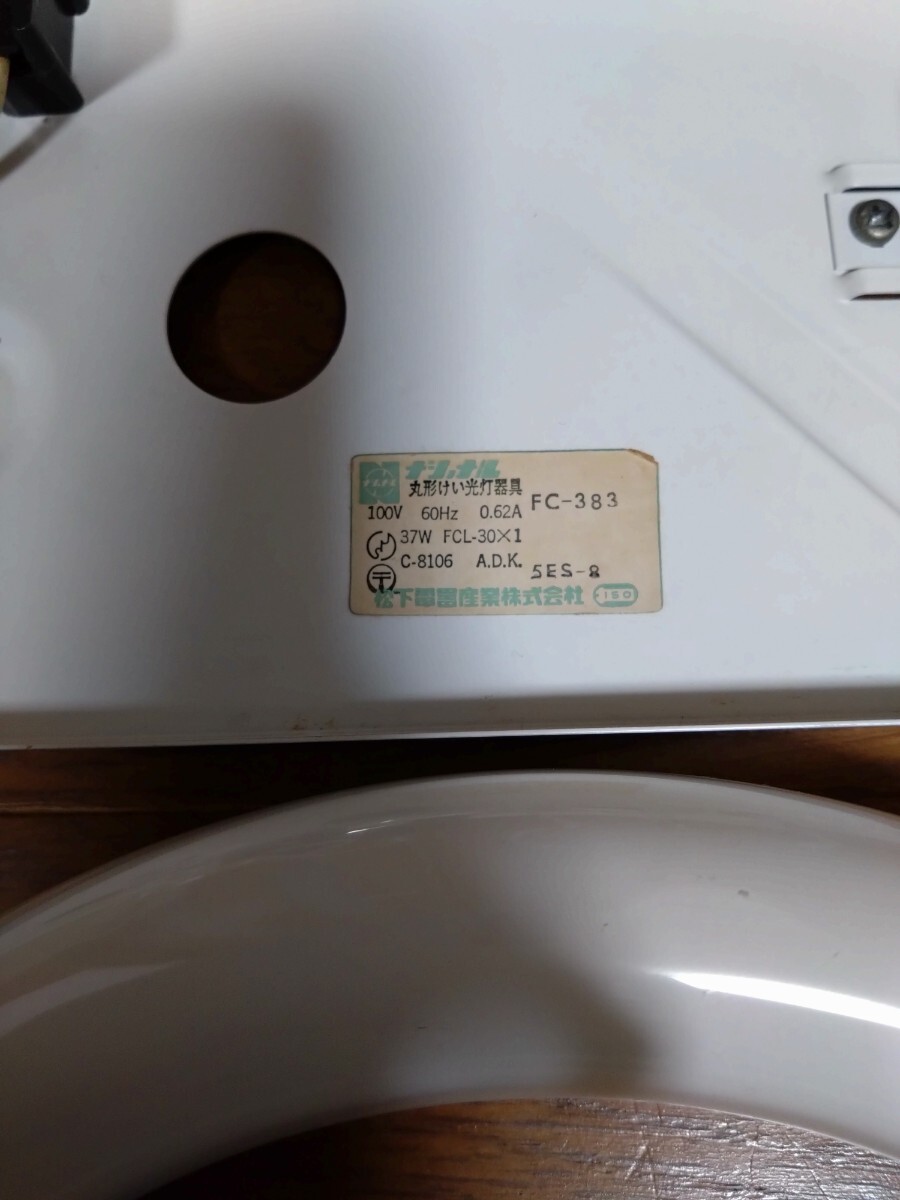 ナショナル
丸形けい光灯器具
FC-383
100V 60Hz 0.62A
37W FCL-30×1
C-8106 A.D.K.
5ES-8
松下電器産業株式会社